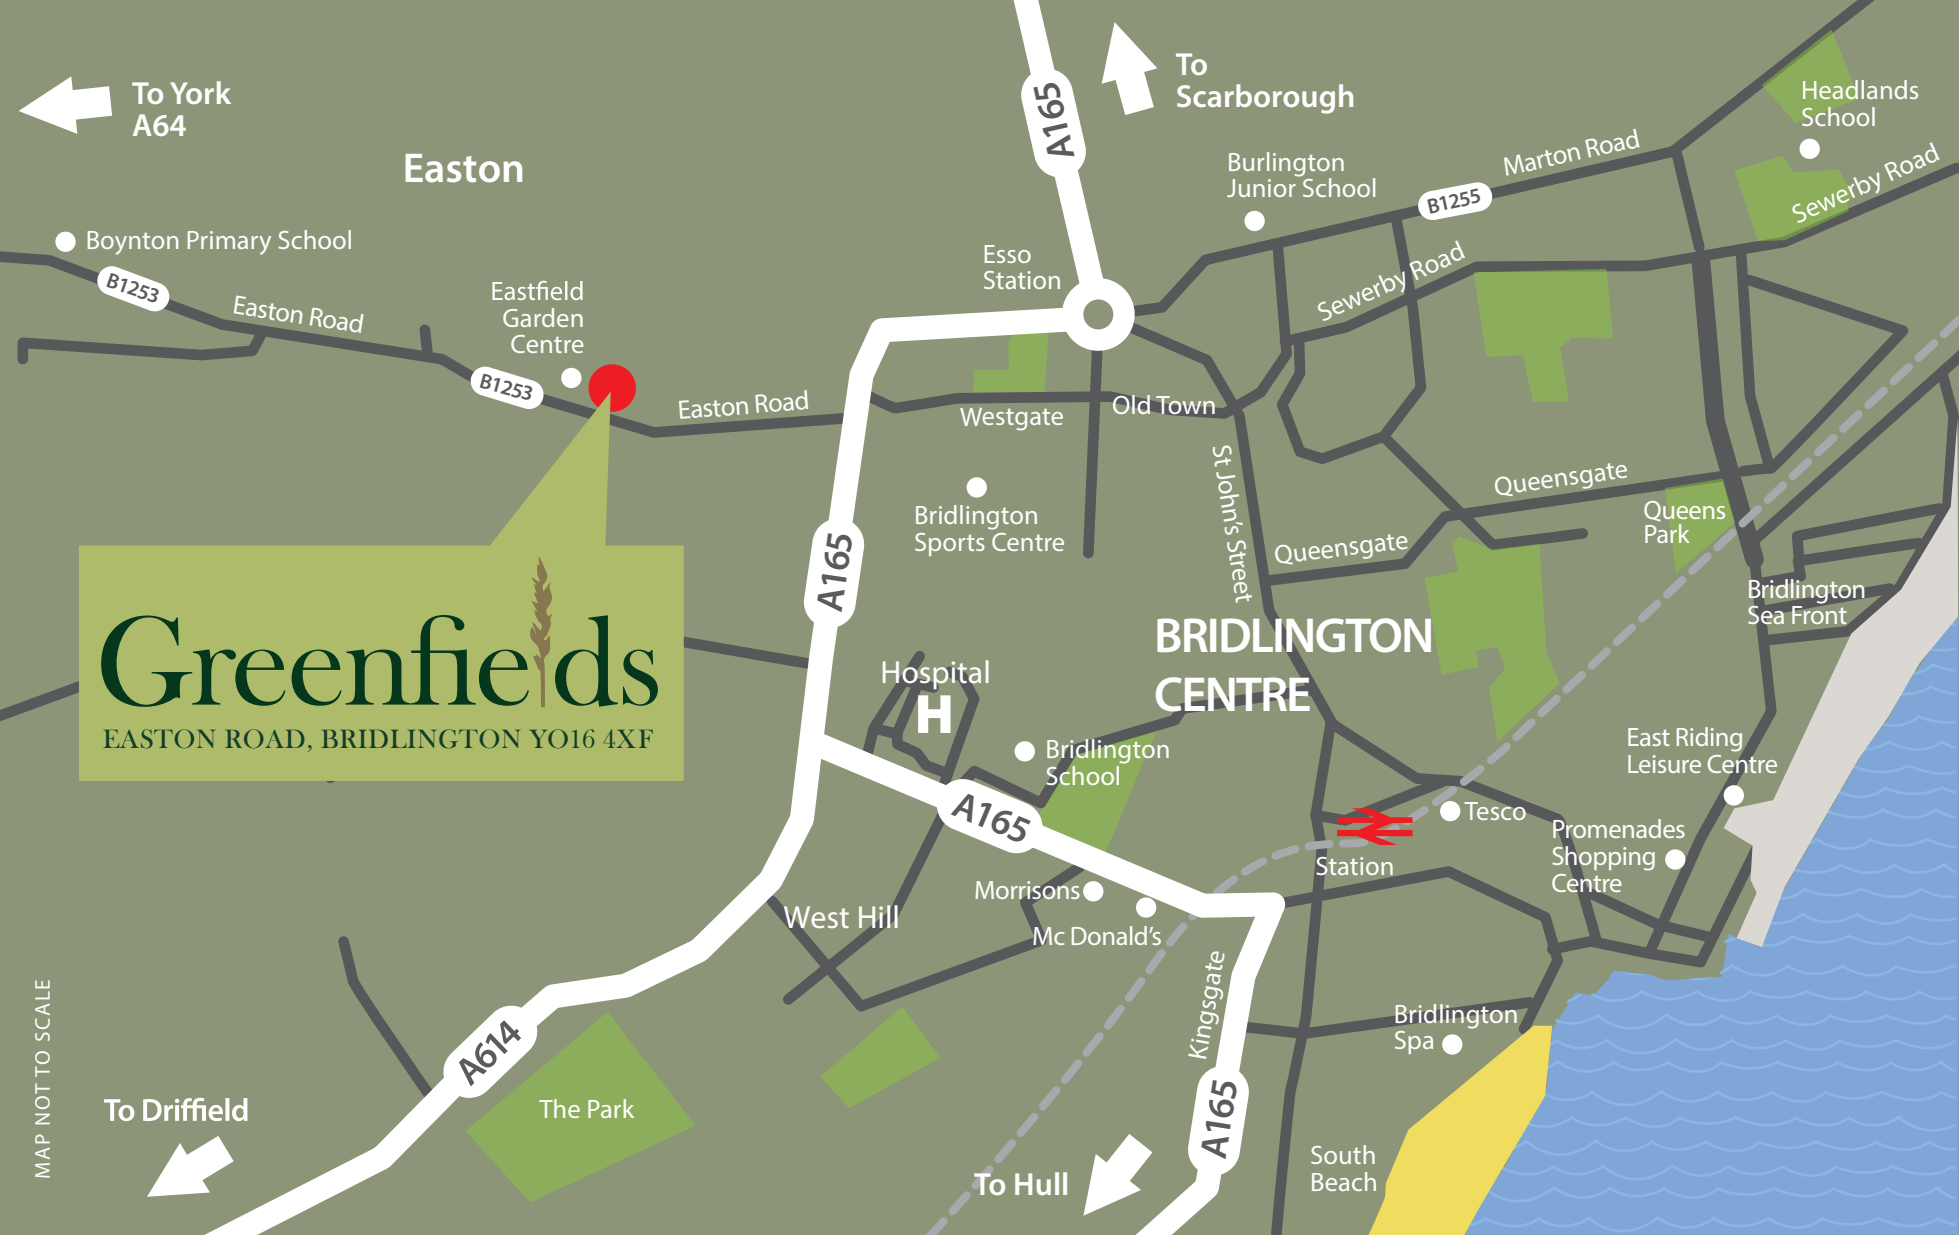 To York
A64
Easton
To
Scarborough
A165
Headlands
School
Burlington
Junior School
Marton Road
B1255
Sewerby Road
Boynton Primary School
B1253
Easton Road
Eastfield
Garden
Centre
Esso
Station
Sewerby Road
B1253
Easton Road
Westgate
Old Town
St John's Street
Queensgate
Queens
Park
Bridlington
Sports Centre
Queensgate
A165
Greenfields
EASTON ROAD, BRIDLINGTON YO16 4XF
Bridlington
Sea Front
BRIDLINGTON
CENTRE
Hospital
H
Bridlington
School
East Riding
Leisure Centre
A165
Tesco
Station
Promenades
Shopping
Centre
Morrisons
Mc Donald's
West Hill
Kingsgate
Bridlington
Spa
A614
The Park
A165
To Driffield
To Hull
South
Beach
MAP NOT TO SCALE